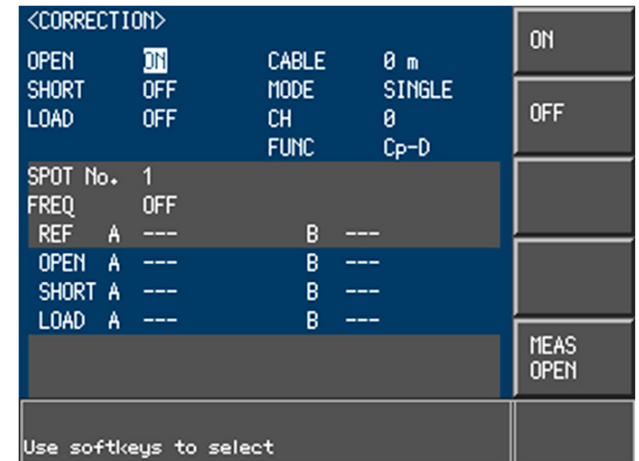 <CORRECTION>
OPEN ON CABLE 0 m
SHORT OFF MODE SINGLE
LOAD OFF CH 0
FUNC Cp-D
SPOT No. 1
FREQ OFF
REF A --- B ---
OPEN A --- B ---
SHORT A --- B ---
LOAD A --- B ---
Use softkeys to select
ON
OFF
MEAS
OPEN